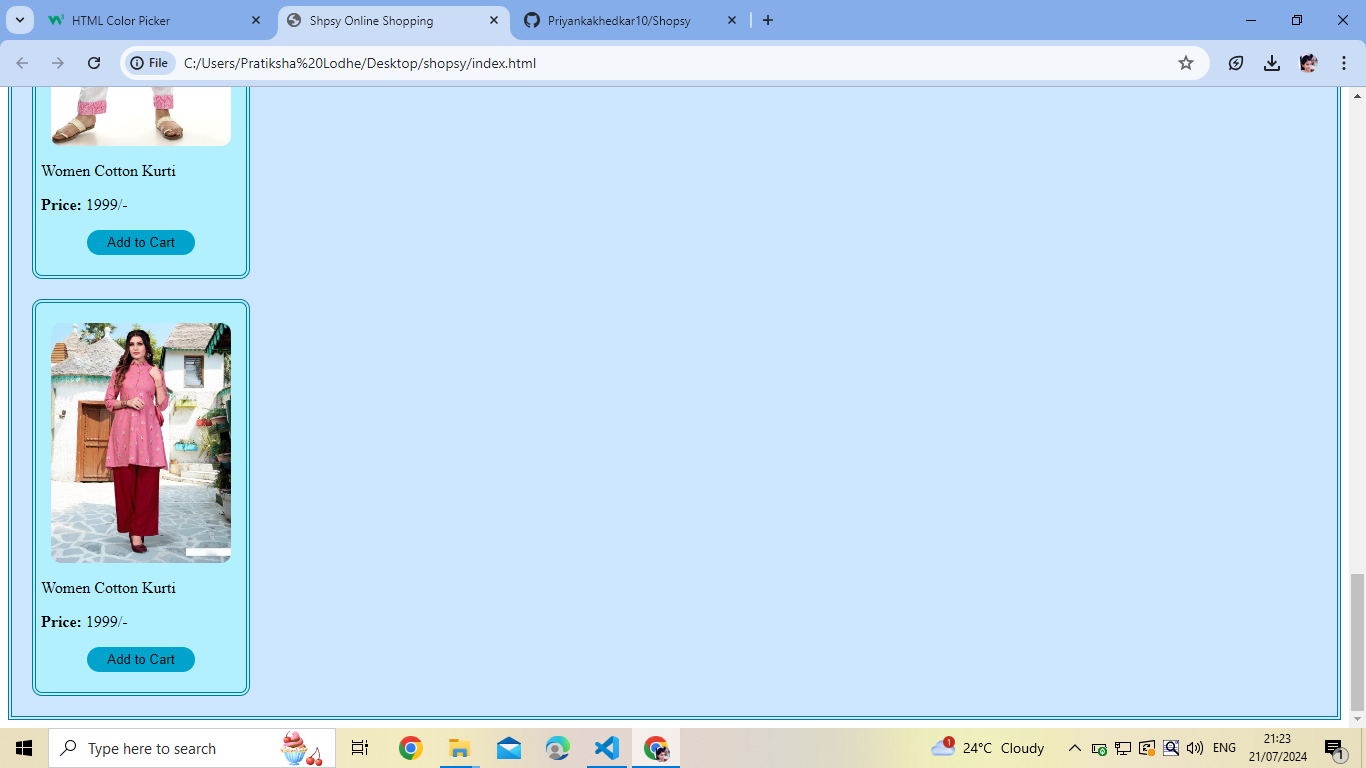 HTML Color Picker
Shpsy Online Shopping
Priyankakhedkar10/Shopsy
File
C:/Users/Pratiksha%20Lodhe/Desktop/shopsy/index.html
Women Cotton Kurti
Price: 1999/-
Add to Cart
Women Cotton Kurti
Price: 1999/-
Add to Cart
Type here to search
1
24°C Cloudy
ENG
21:23
21/07/2024
1